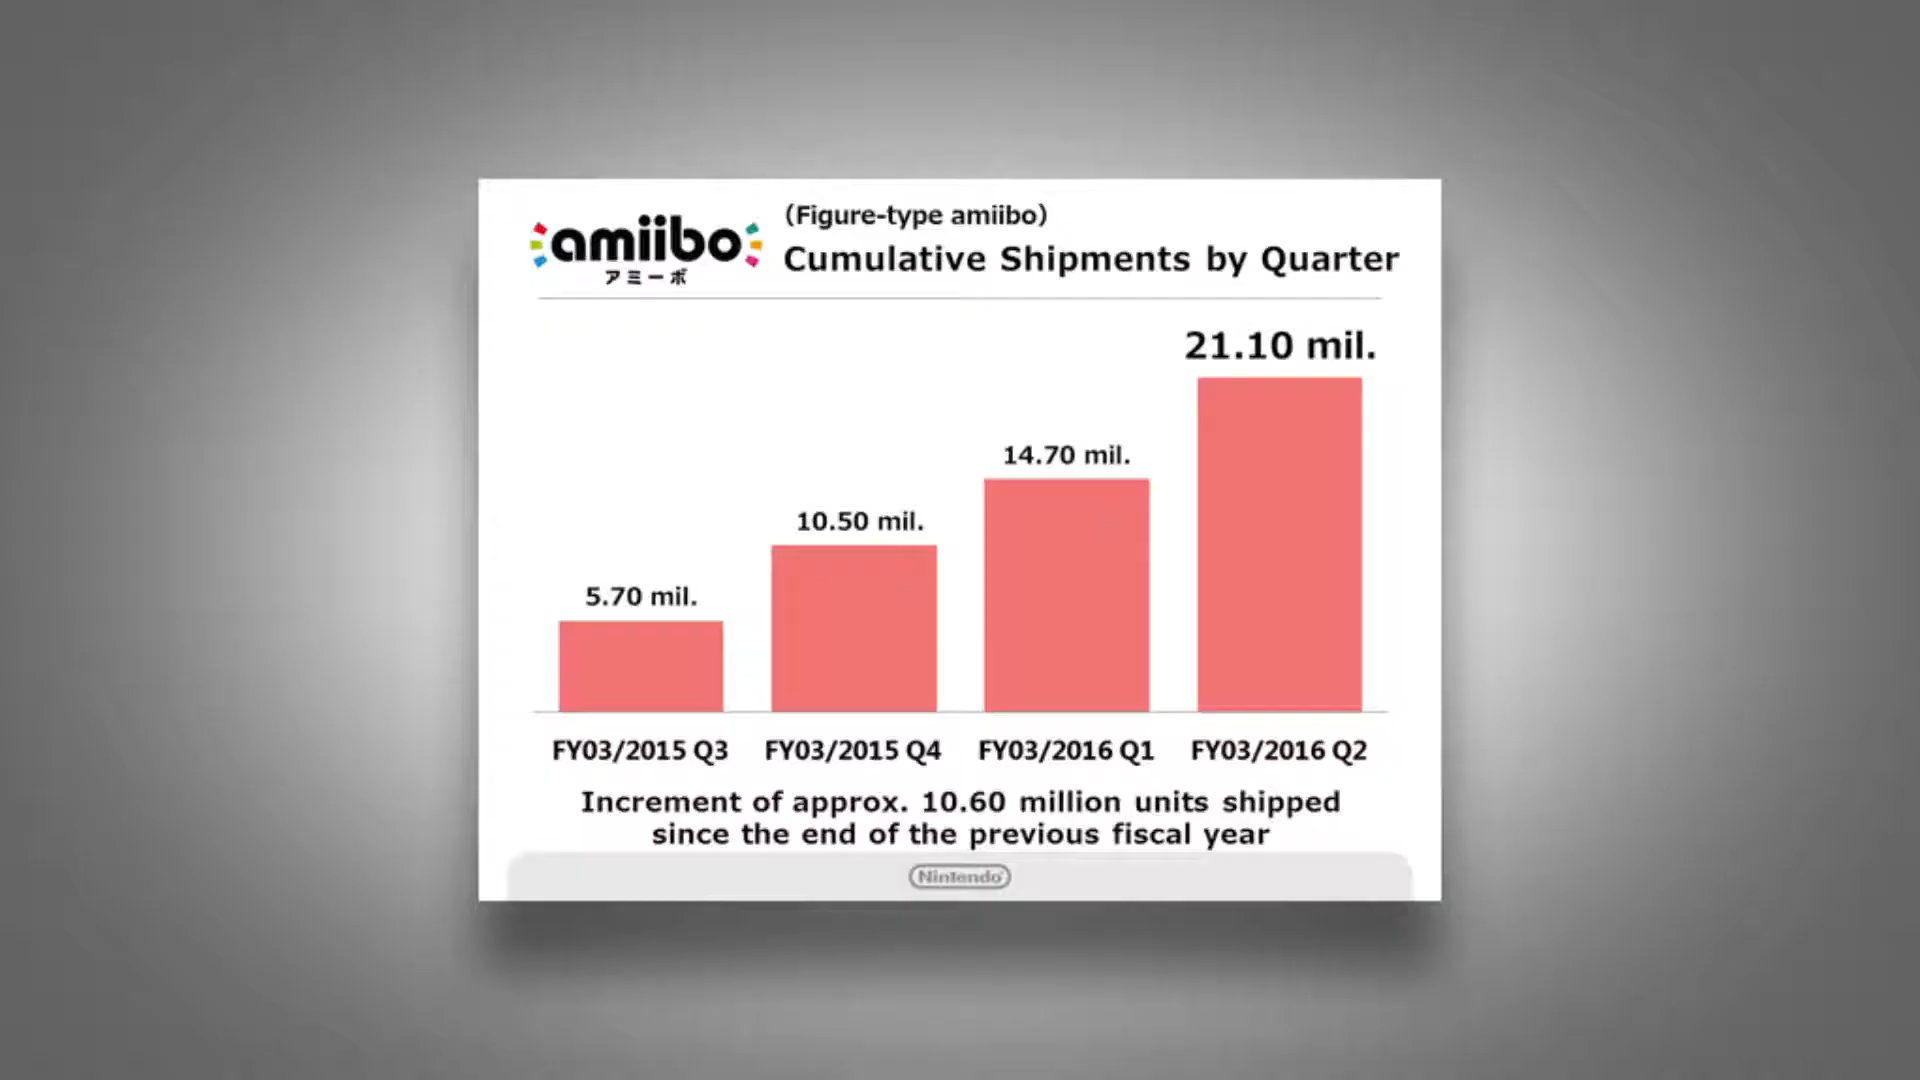 amiibo
アミーボ
(Figure-type amiibo)
Cumulative Shipments by Quarter
21.10 mil.
14.70 mil.
10.50 mil.
5.70 mil.
FY03/2015 Q3 FY03/2015 Q4 FY03/2016 Q1 FY03/2016 Q2
Increment of approx. 10.60 million units shipped
since the end of the previous fiscal year
Nintendo